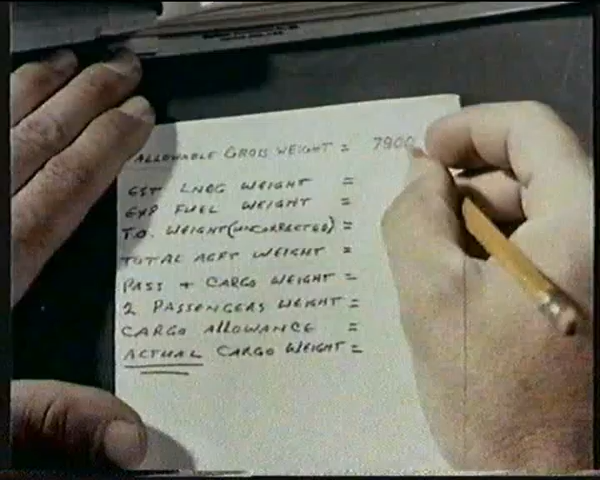 ALLOWABLE GROSS WEIGHT = 7900
EST LNDG WEIGHT =
EXP FUEL WEIGHT =
T.O. WEIGHT (UNCORRECTED) =
TOTAL ACFT WEIGHT =
PASS + CARGO WEIGHT =
2 PASSENGERS WEIGHT =
CARGO ALLOWANCE =
ACTUAL CARGO WEIGHT =